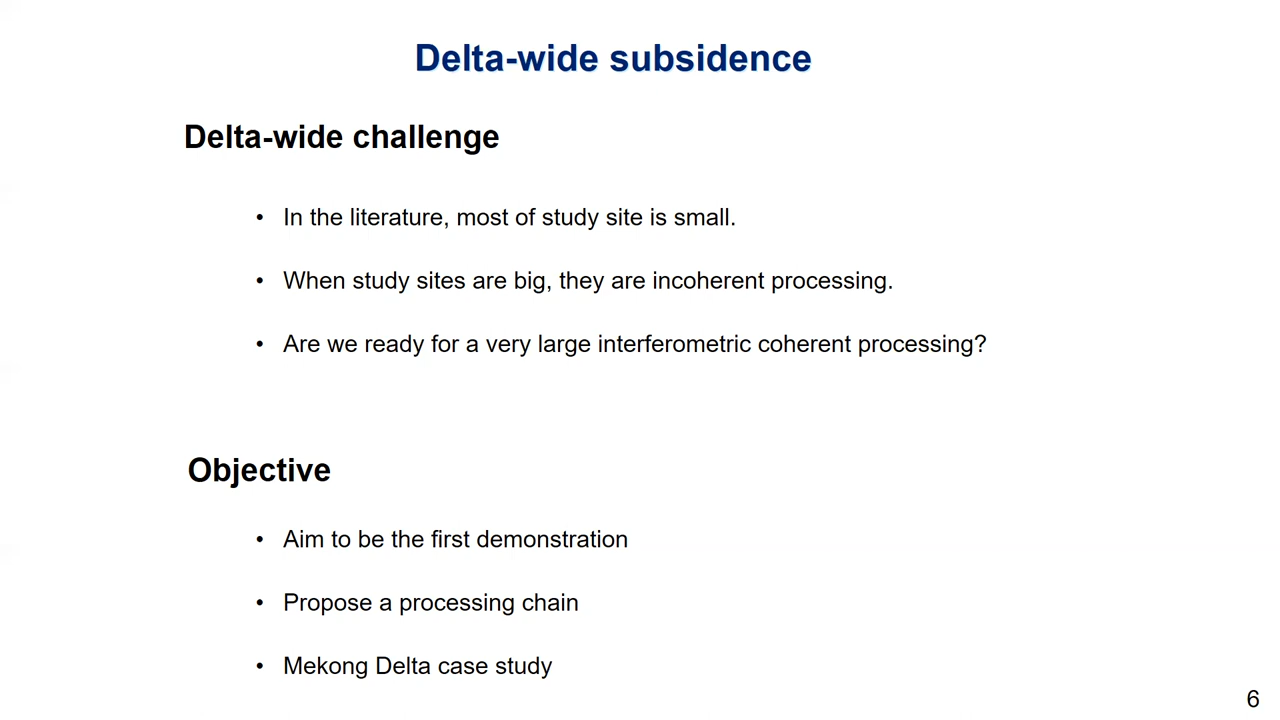 Delta-wide subsidence
Delta-wide challenge
• In the literature, most of study site is small.
• When study sites are big, they are incoherent processing.
• Are we ready for a very large interferometric coherent processing?
Objective
• Aim to be the first demonstration
• Propose a processing chain
• Mekong Delta case study
6